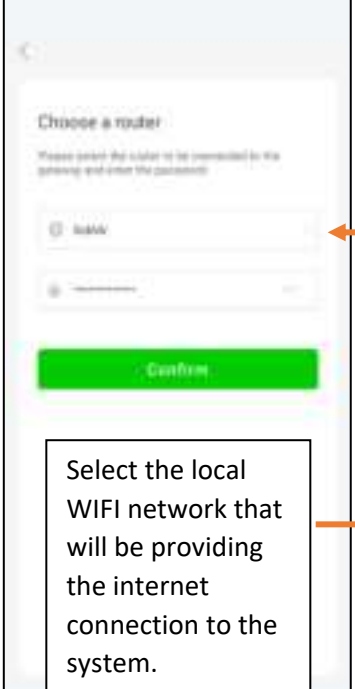 Choose a router
Please select the router to be connected to the
gateway and enter the password
Confirm
Select the local
WIFI network that
will be providing
the internet
connection to the
system.